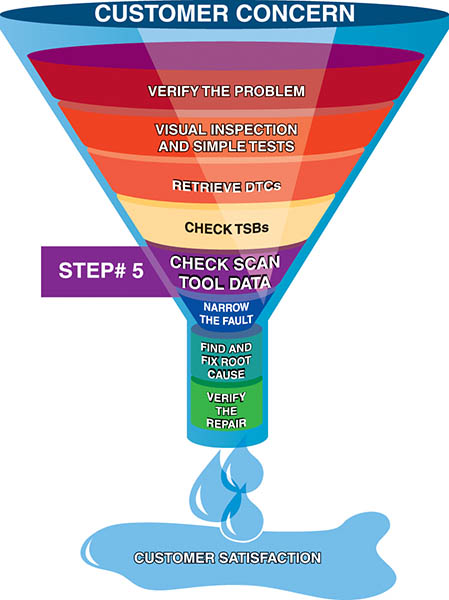 CUSTOMER CONCERN
VERIFY THE PROBLEM
VISUAL INSPECTION
AND SIMPLE TESTS
RETRIEVE DTCs
CHECK TSBs
STEP# 5
CHECK SCAN
TOOL DATA
NARROW
THE FAULT
FIND AND
FIX ROOT
CAUSE
VERIFY
THE
REPAIR
CUSTOMER SATISFACTION